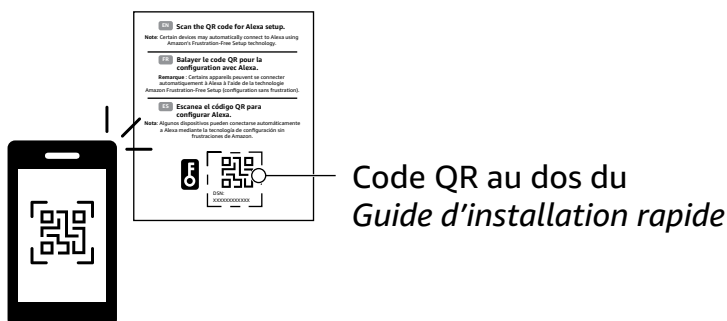 EN Scan the QR code for Alexa setup.
Note: Certain devices may automatically connect to Alexa using
Amazon's Frustration-Free Setup technology.
FR Balayer le code QR pour la
configuration avec Alexa.
Remarque : Certains appareils peuvent se connecter
automatiquement à Alexa à l'aide de la technologie
Amazon Frustration-Free Setup (configuration sans frustration).
ES Escanea el código QR para
configurar Alexa.
Nota: Algunos dispositivos pueden conectarse automáticamente
a Alexa mediante la tecnología de configuración sin
frustraciones de Amazon.
DSN:
XXXXXXXXXXXX
Code QR au dos du
Guide d'installation rapide